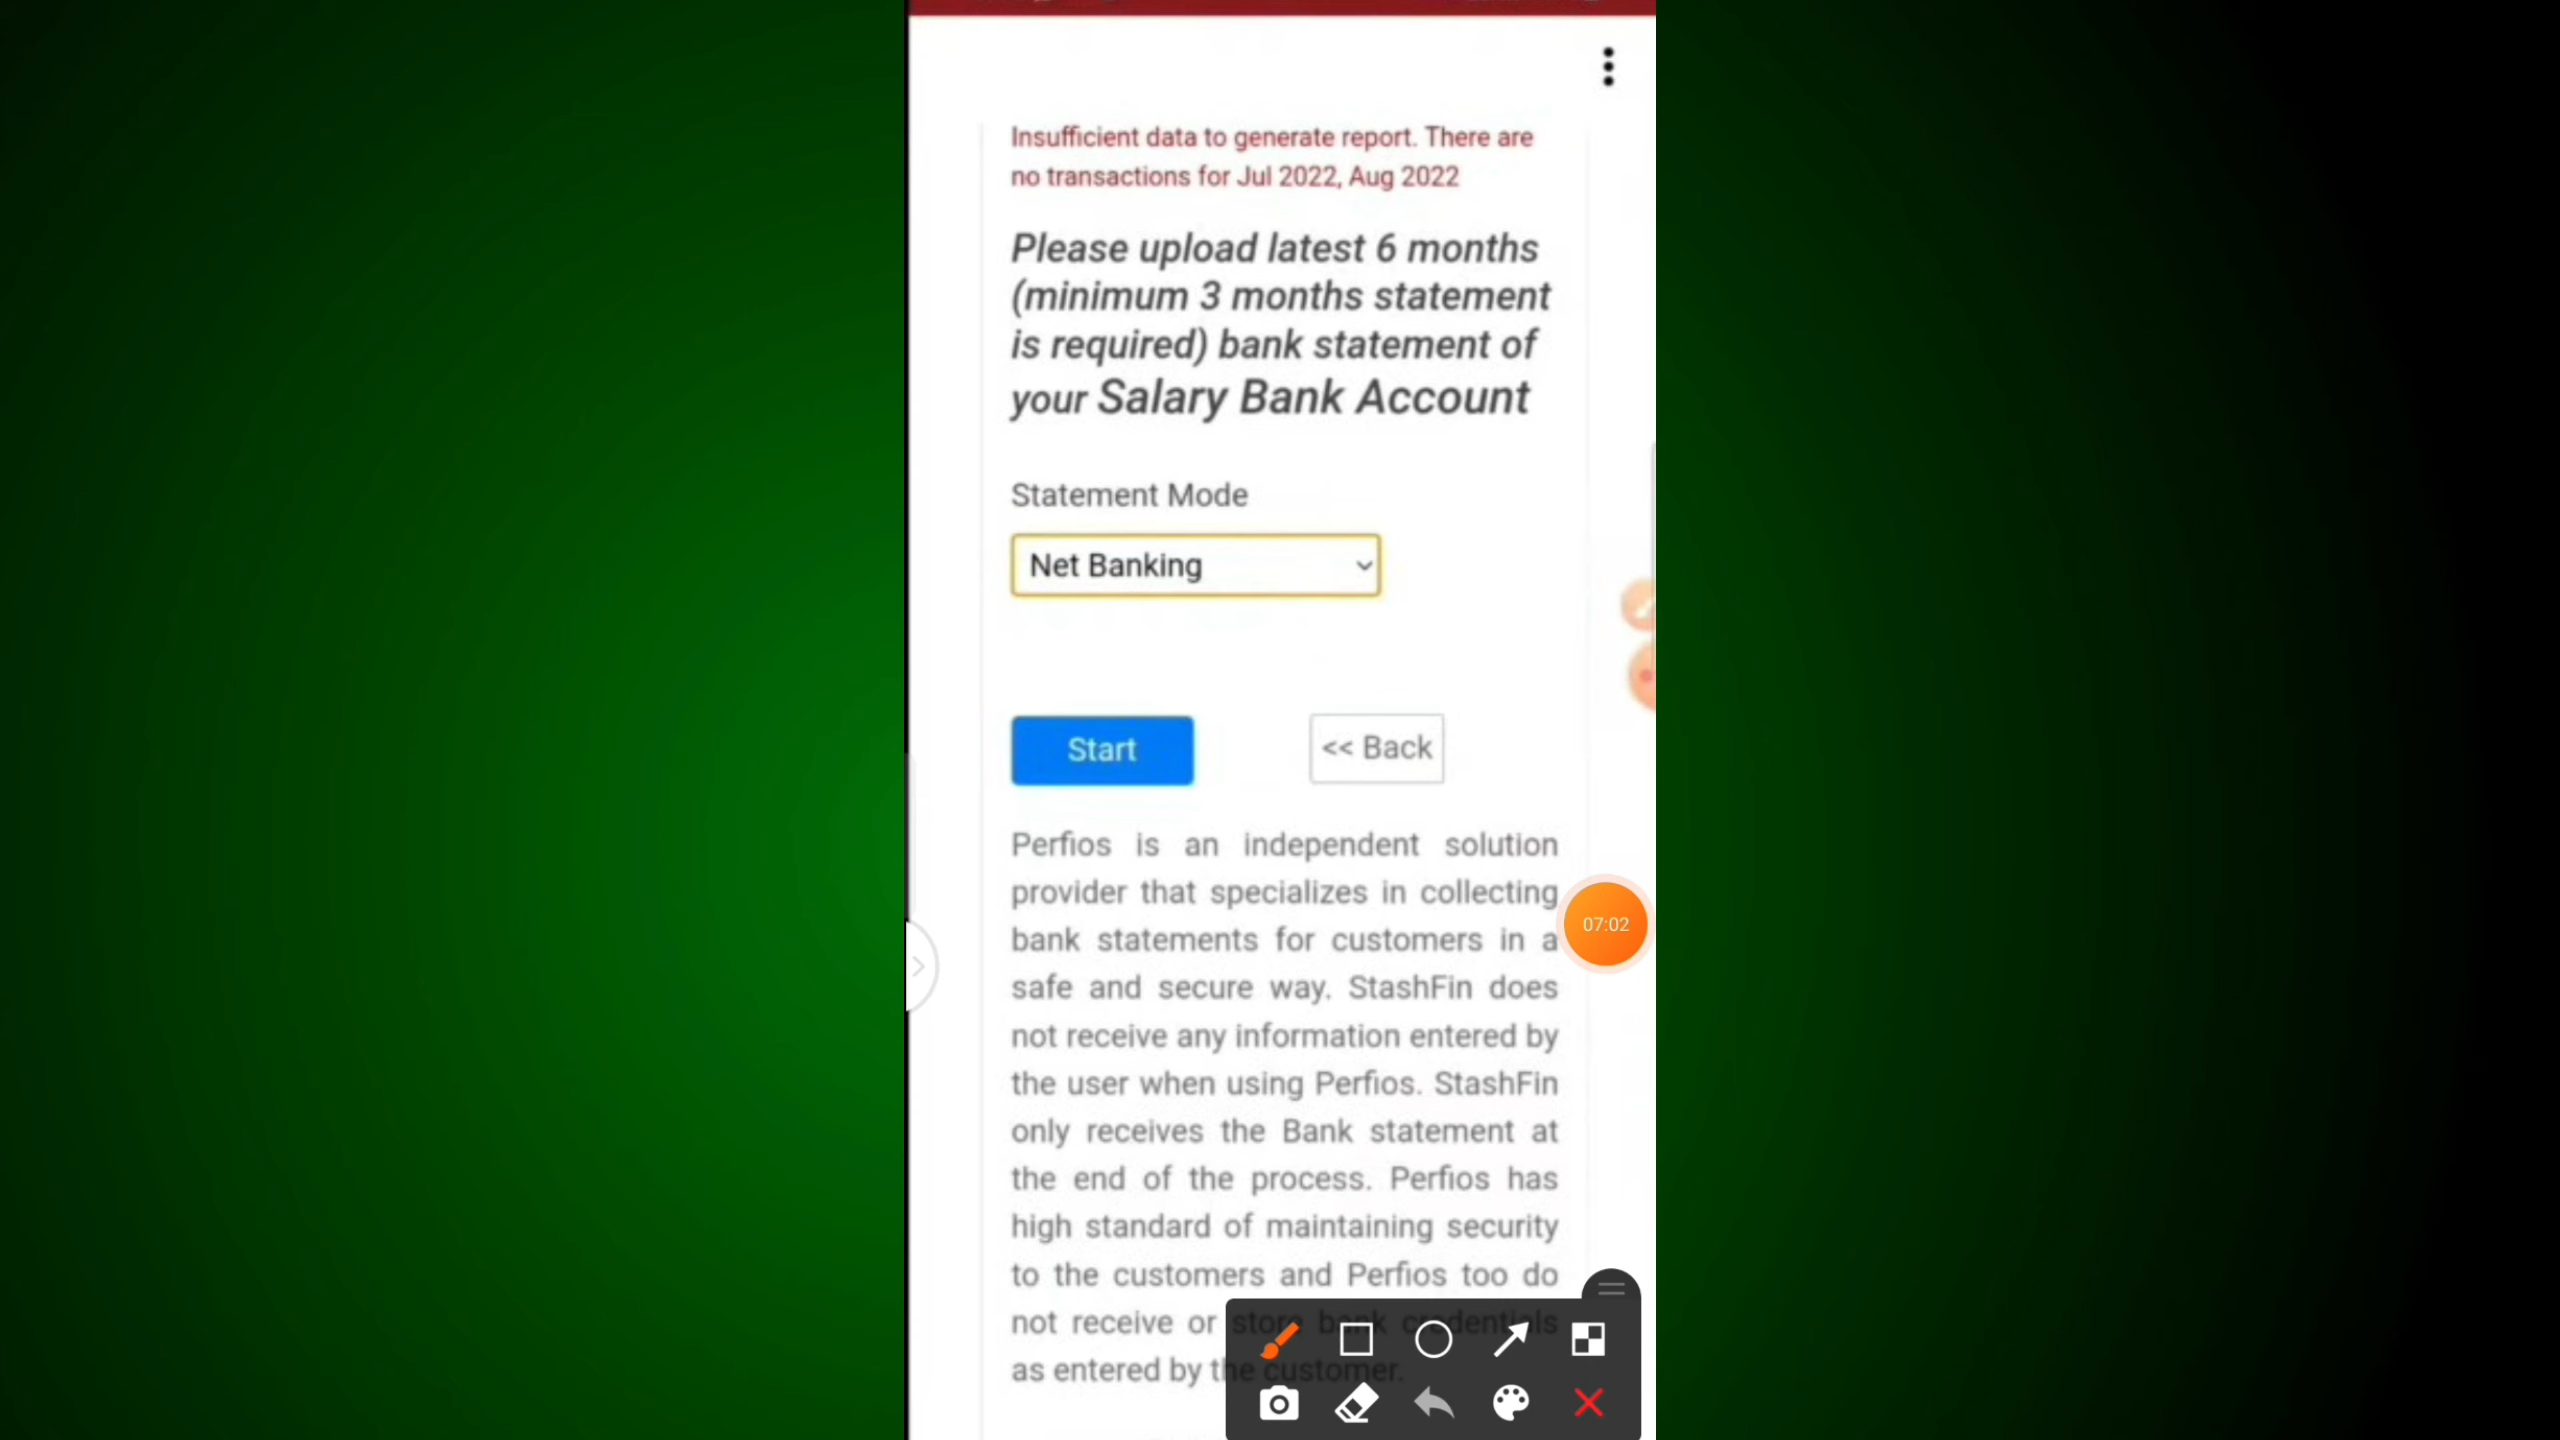 Insufficient data to generate report. There are
no transactions for Jul 2022, Aug 2022
Please upload latest 6 months
(minimum 3 months statement
is required) bank statement of
your Salary Bank Account
Statement Mode
Net Banking
Start
<< Back
Perfios is an independent solution
provider that specializes in collecting
bank statements for customers in a
safe and secure way. StashFin does
not receive any information entered by
the user when using Perfios. StashFin
only receives the Bank statement at
the end of the process. Perfios has
high standard of maintaining security
to the customers and Perfios too do
not receive or store bank credentials
as entered by the customer.
07:02